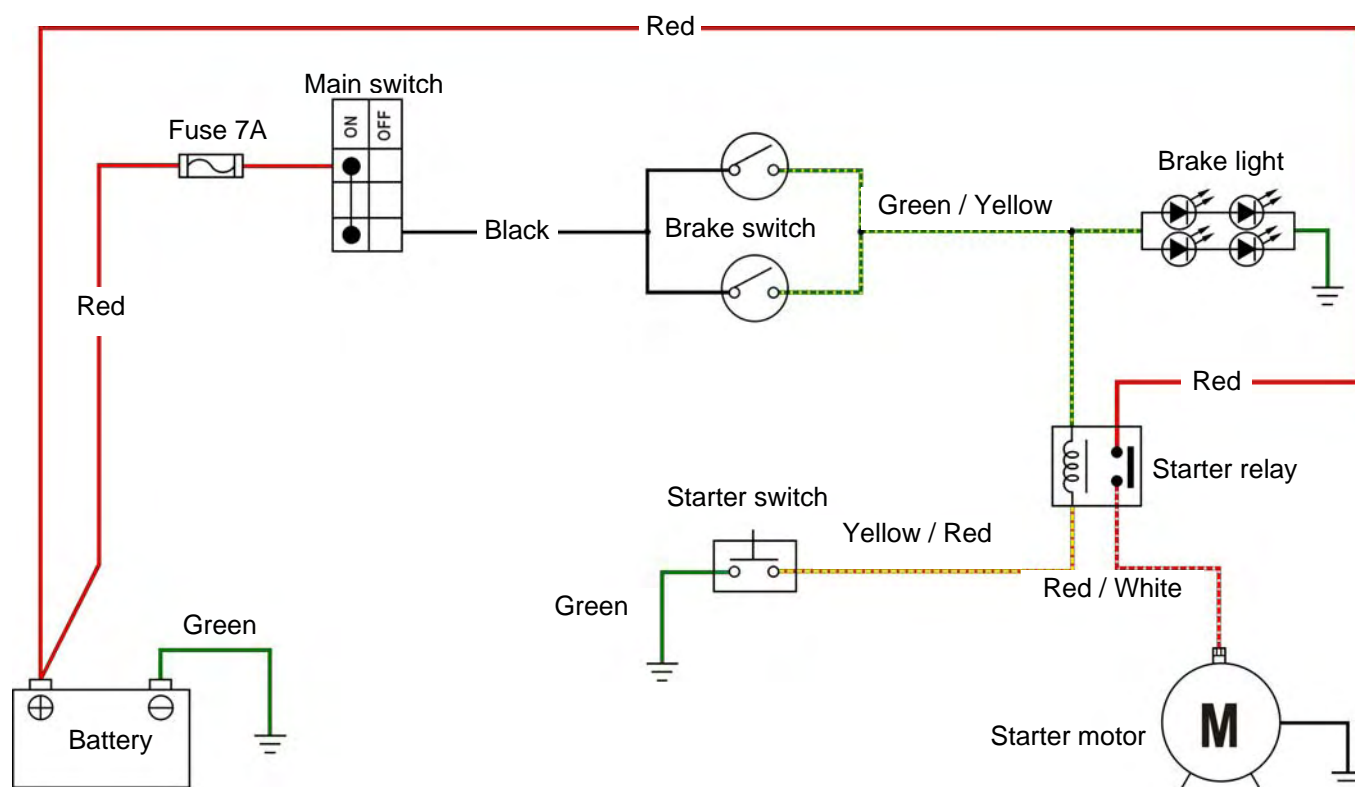 Red
Main switch
Fuse 7A
ON
OFF
Brake light
Green / Yellow
Black
Brake switch
Red
Red
Starter relay
Starter switch
Yellow / Red
Red / White
Green
Green
Battery
Starter motor
M